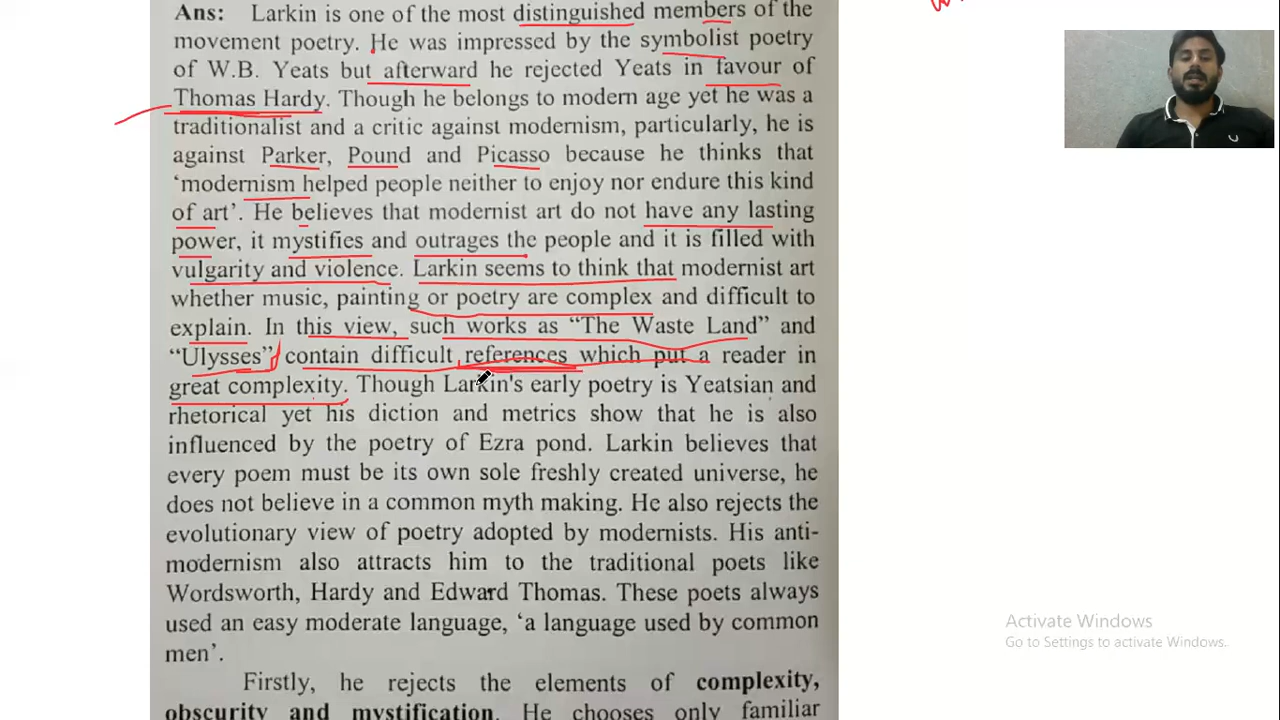 Ans: Larkin is one of the most distinguished members of the
movement poetry. He was impressed by the symbolist poetry
of W.B. Yeats but afterward he rejected Yeats in favour of
Thomas Hardy. Though he belongs to modern age yet he was a
traditionalist and a critic against modernism, particularly, he is
against Parker, Pound and Picasso because he thinks that
‘modernism helped people neither to enjoy nor endure this kind
of art’. He believes that modernist art do not have any lasting
power, it mystifies and outrages the people and it is filled with
vulgarity and violence. Larkin seems to think that modernist art
whether music, painting or poetry are complex and difficult to
explain. In this view, such works as “The Waste Land” and
“Ulysses” contain difficult references which put a reader in
great complexity. Though Larkin's early poetry is Yeatsian and
rhetorical yet his diction and metrics show that he is also
influenced by the poetry of Ezra pond. Larkin believes that
every poem must be its own sole freshly created universe, he
does not believe in a common myth making. He also rejects the
evolutionary view of poetry adopted by modernists. His anti-
modernism also attracts him to the traditional poets like
Wordsworth, Hardy and Edward Thomas. These poets always
used an easy moderate language, ‘a language used by common
men’.
Firstly, he rejects the elements of complexity,
obscurity and mystification. He chooses only familiar
Activate Windows
Go to Settings to activate Windows.